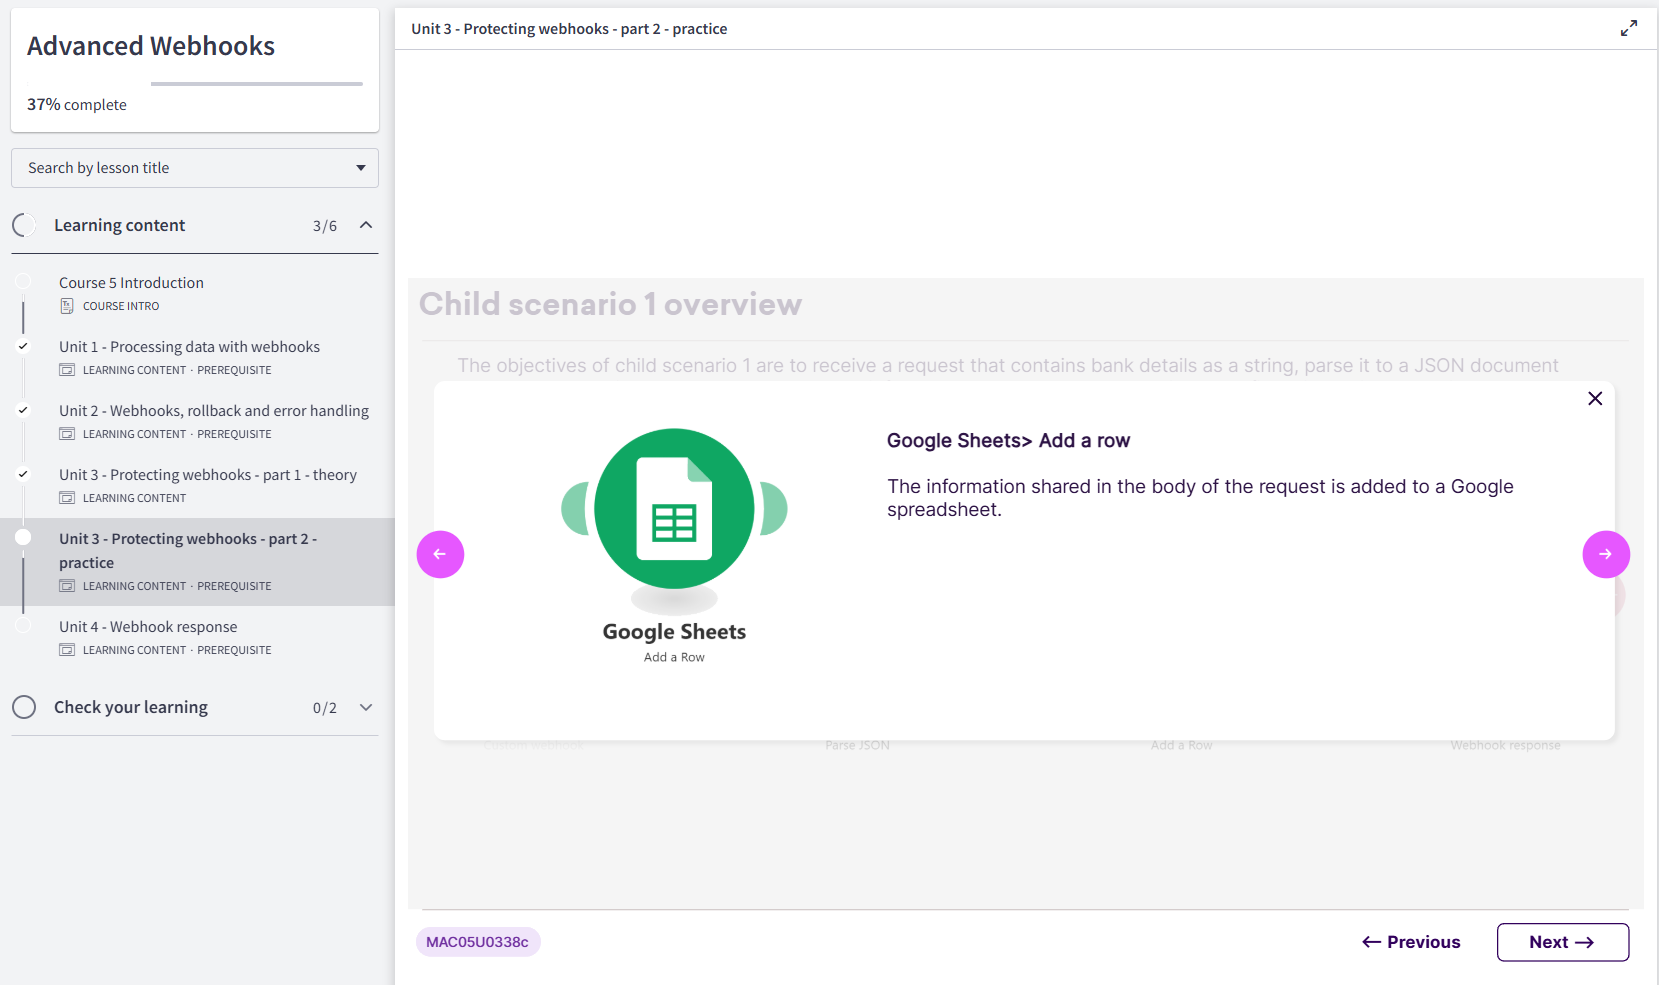 Advanced Webhooks
37% complete
Search by lesson title
Learning content 3/6
Course 5 Introduction
COURSE INTRO
Unit 1 - Processing data with webhooks
LEARNING CONTENT · PREREQUISITE
Unit 2 - Webhooks, rollback and error handling
LEARNING CONTENT · PREREQUISITE
Unit 3 - Protecting webhooks - part 1 - theory
LEARNING CONTENT
Unit 3 - Protecting webhooks - part 2 -
practice
LEARNING CONTENT · PREREQUISITE
Unit 4 - Webhook response
LEARNING CONTENT · PREREQUISITE
Check your learning 0/2
Unit 3 - Protecting webhooks - part 2 - practice
Child scenario 1 overview
The objectives of child scenario 1 are to receive a request that contains bank details as a string, parse it to a JSON document
Google Sheets> Add a row
The information shared in the body of the request is added to a Google
spreadsheet.
Google Sheets
Add a Row
Custom webhook Parse JSON Add a Row Webhook response
MAC05U0338c
← Previous
Next →